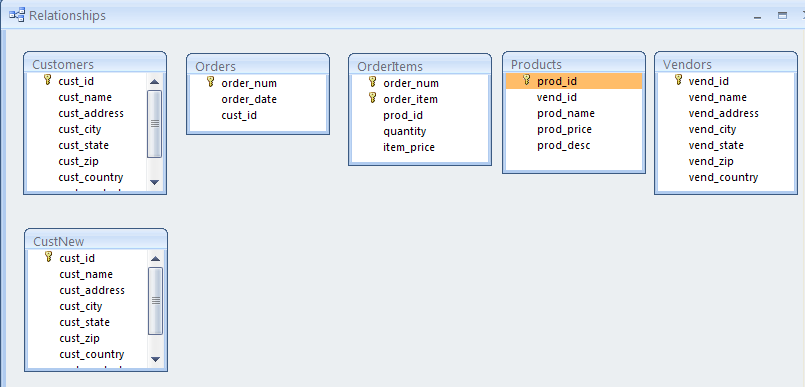 Relationships
Customers
cust_id
cust_name
cust_address
cust_city
cust_state
cust_zip
cust_country
Orders
order_num
order_date
cust_id
OrderItems
order_num
order_item
prod_id
quantity
item_price
Products
prod_id
vend_id
prod_name
prod_price
prod_desc
Vendors
vend_id
vend_name
vend_address
vend_city
vend_state
vend_zip
vend_country
CustNew
cust_id
cust_name
cust_address
cust_city
cust_state
cust_zip
cust_country